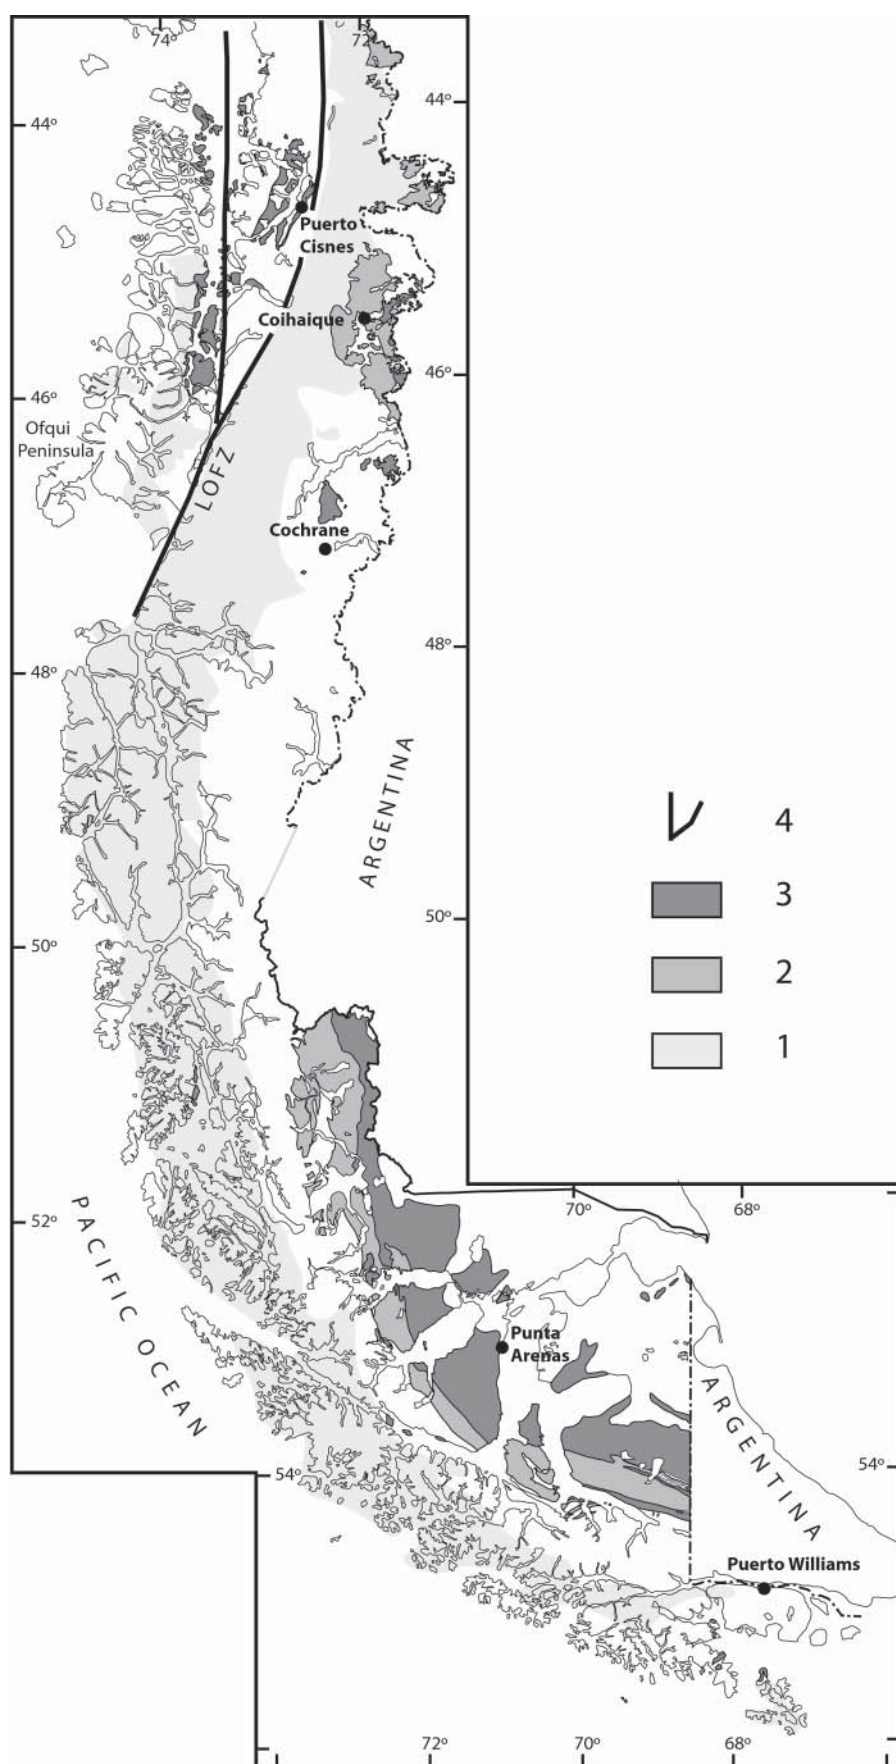 74°
72°
44°
44°
Puerto
Cisnes
Coihaique
46°
46°
Ofqui
Peninsula
LOFZ
Cochrane
48°
48°
ARGENTINA
4
3
50°
50°
2
1
70°
68°
52°
PACIFIC OCEAN
Punta
Arenas
ARGENTINA
54°
54°
Puerto Williams
72°
70°
68°